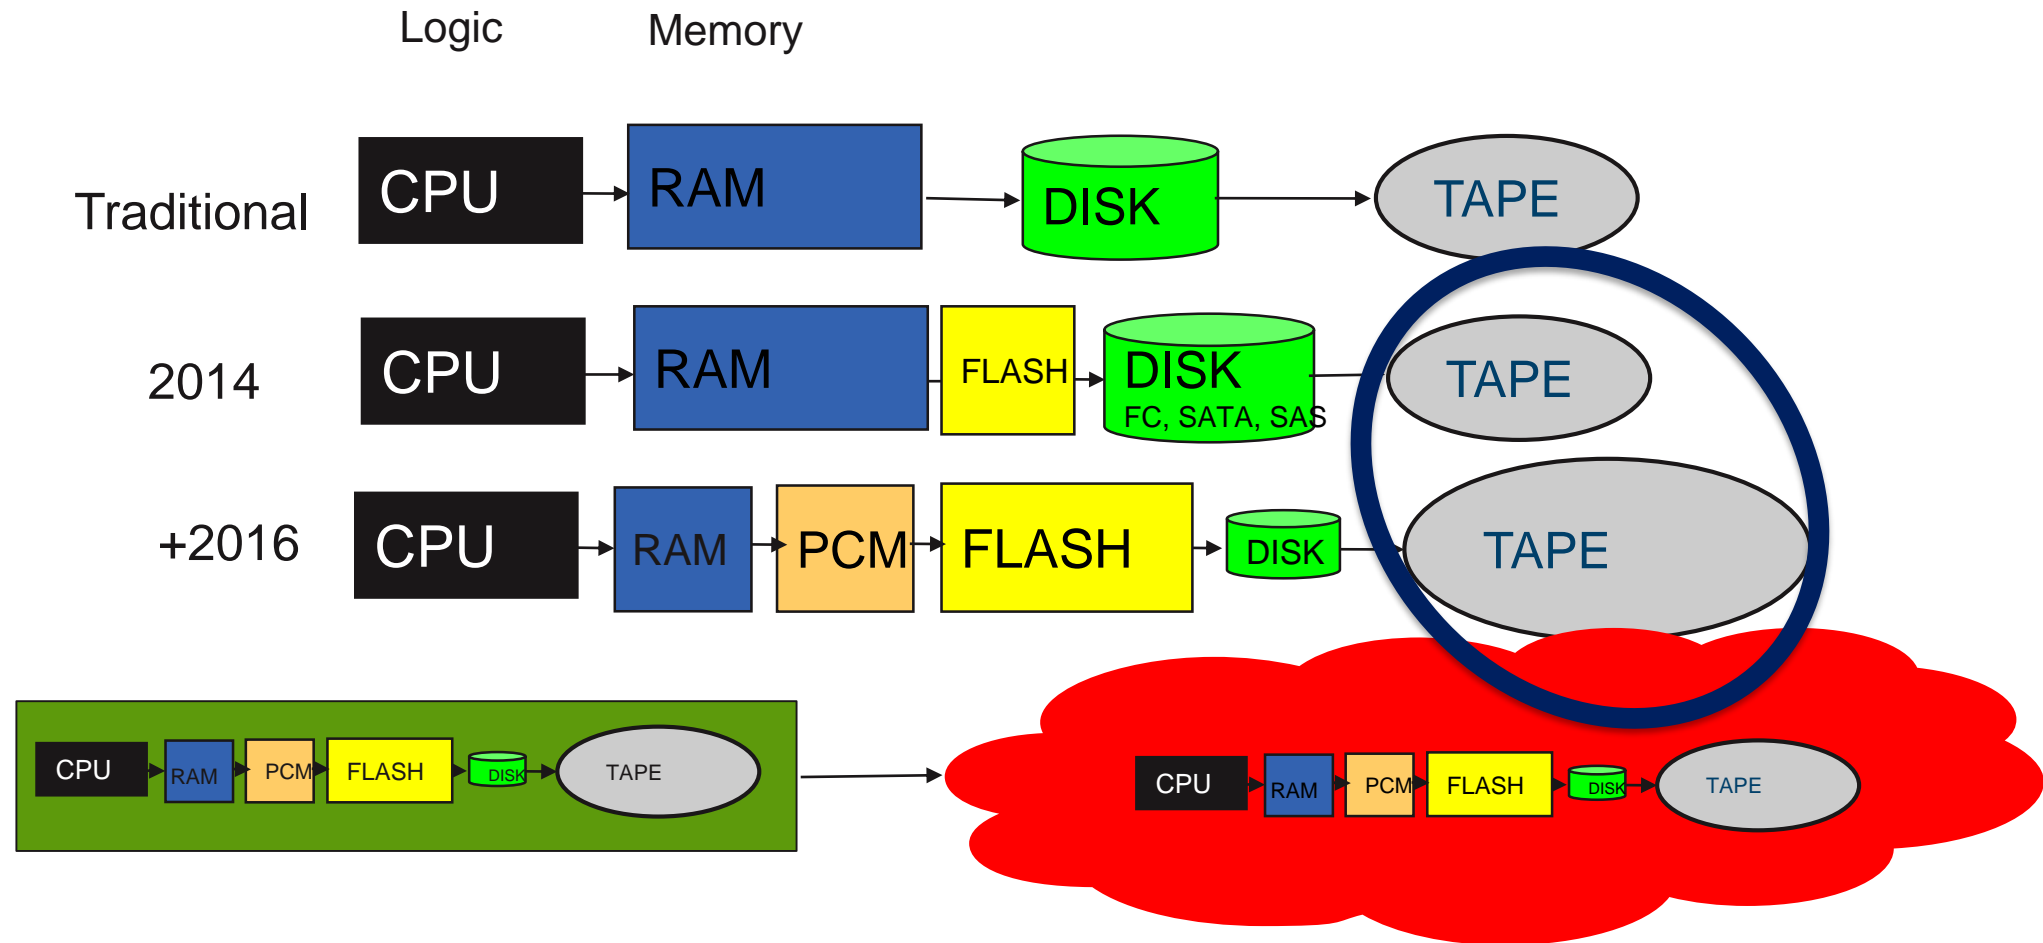 Logic
Memory
Traditional
CPU
RAM
DISK
TAPE
2014
CPU
RAM
FLASH
DISK
FC, SATA, SAS
TAPE
+2016
CPU
RAM
PCM
FLASH
DISK
TAPE
CPU
RAM
PCM
FLASH
DISK
TAPE
CPU
RAM
PCM
FLASH
DISK
TAPE